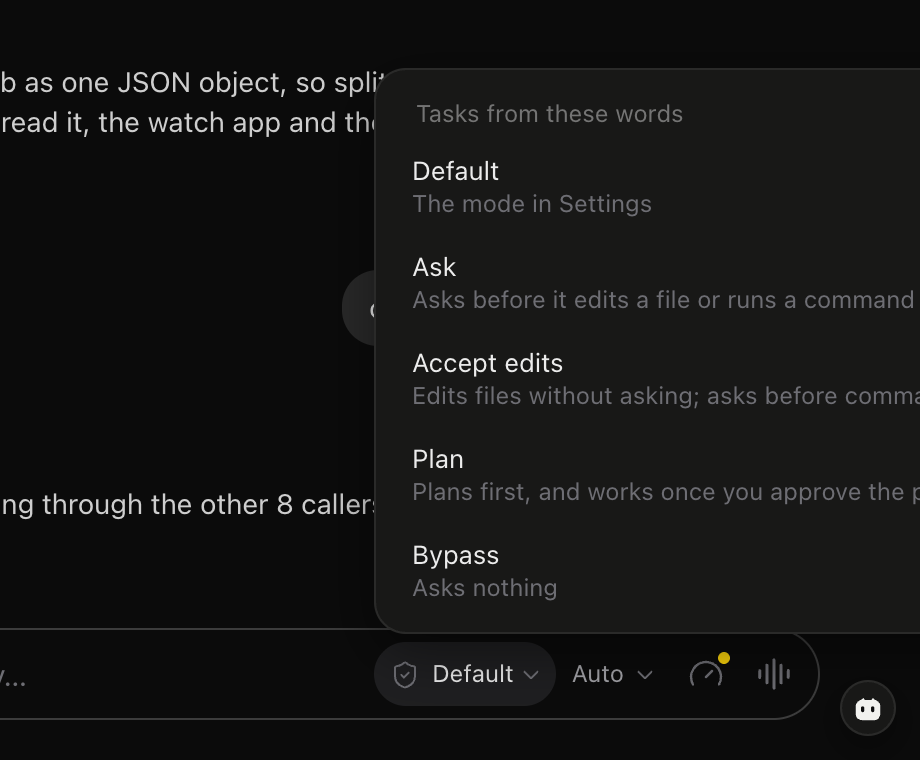 b as one JSON object, so split
read it, the watch app and the
Tasks from these words
Default
The mode in Settings
Ask
Asks before it edits a file or runs a command
Accept edits
Edits files without asking; asks before comma
Plan
Plans first, and works once you approve the p
ng through the other 8 callers
Bypass
Asks nothing
Default
Auto